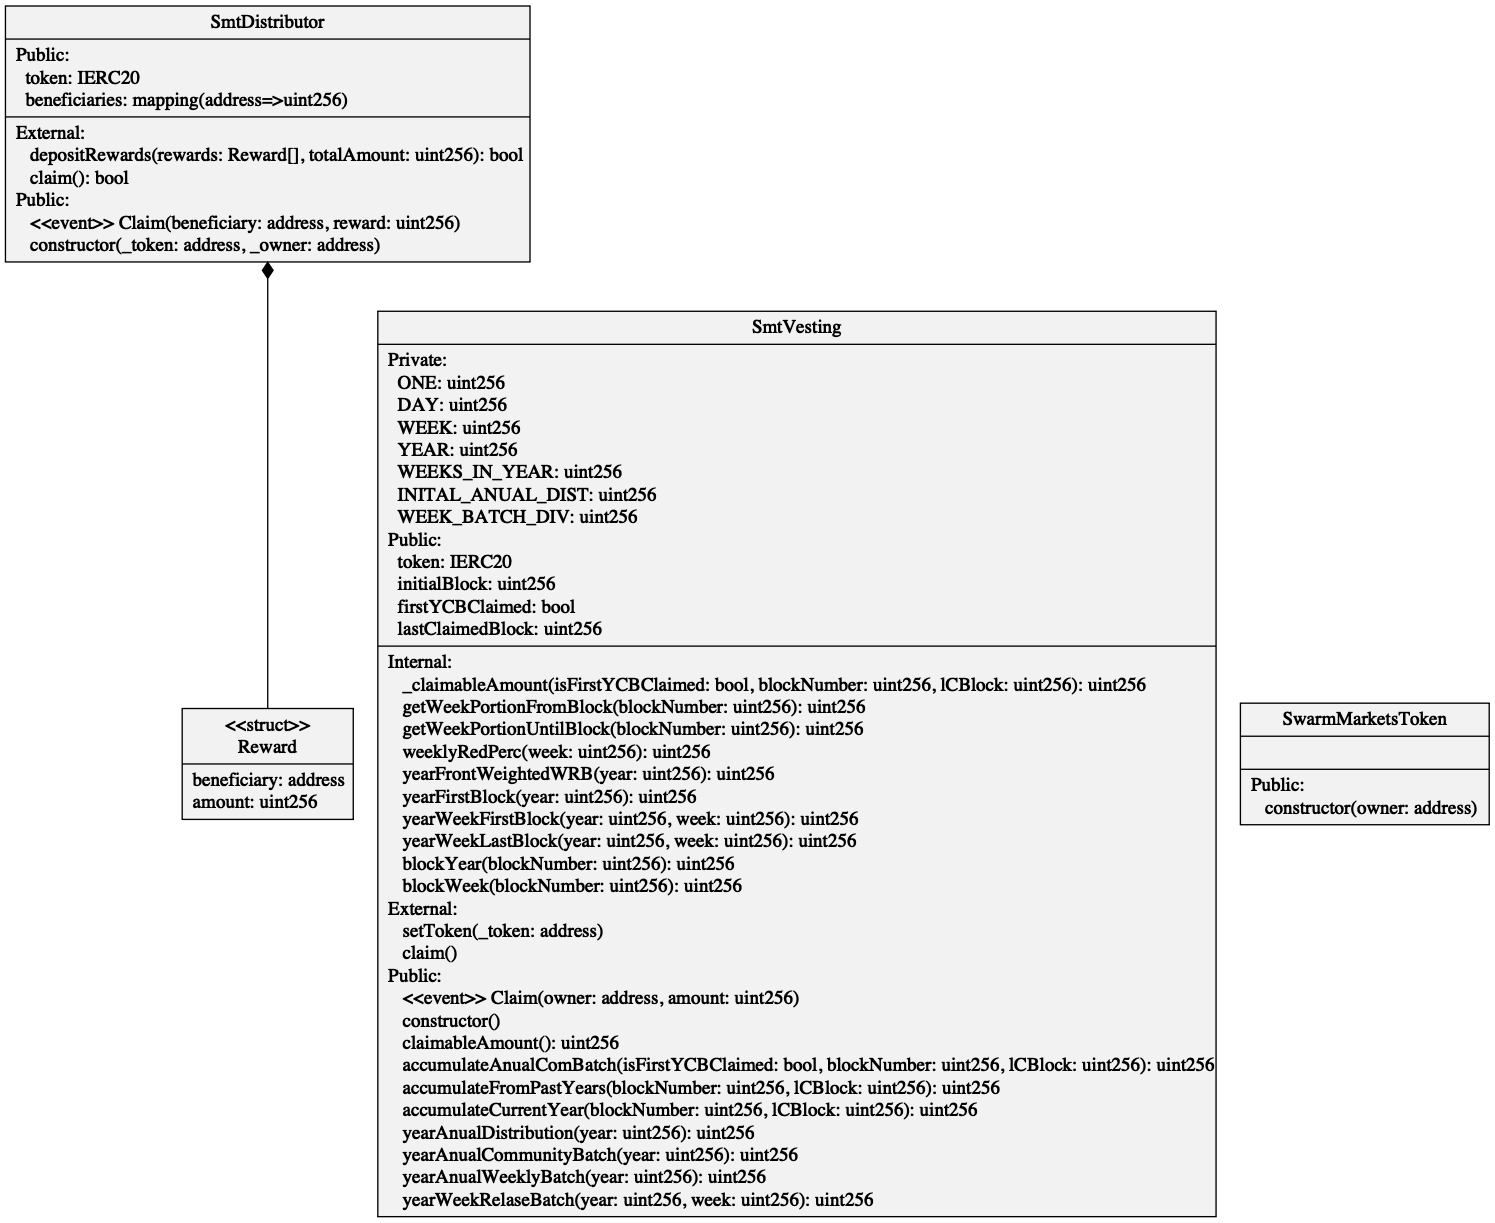 SmtDistributor
Public:
token: IERC20
beneficiaries: mapping(address=>uint256)
External:
depositRewards(rewards: Reward[], totalAmount: uint256): bool
claim(): bool
Public:
<<event>> Claim(beneficiary: address, reward: uint256)
constructor(_token: address, _owner: address)
<<struct>>
Reward
beneficiary: address
amount: uint256
SmtVesting
Private:
ONE: uint256
DAY: uint256
WEEK: uint256
YEAR: uint256
WEEKS_IN_YEAR: uint256
INITAL_ANUAL_DIST: uint256
WEEK_BATCH_DIV: uint256
Public:
token: IERC20
initialBlock: uint256
firstYCBClaimed: bool
lastClaimedBlock: uint256
Internal:
_claimableAmount(isFirstYCBClaimed: bool, blockNumber: uint256, lCBlock: uint256): uint256
getWeekPortionFromBlock(blockNumber: uint256): uint256
getWeekPortionUntilBlock(blockNumber: uint256): uint256
weeklyRedPerc(week: uint256): uint256
yearFrontWeightedWRB(year: uint256): uint256
yearFirstBlock(year: uint256): uint256
yearWeekFirstBlock(year: uint256, week: uint256): uint256
yearWeekLastBlock(year: uint256, week: uint256): uint256
blockYear(blockNumber: uint256): uint256
blockWeek(blockNumber: uint256): uint256
External:
setToken(_token: address)
claim()
Public:
<<event>> Claim(owner: address, amount: uint256)
constructor()
claimableAmount(): uint256
accumulateAnualComBatch(isFirstYCBClaimed: bool, blockNumber: uint256, lCBlock: uint256): uint256
accumulateFromPastYears(blockNumber: uint256, lCBlock: uint256): uint256
accumulateCurrentYear(blockNumber: uint256, lCBlock: uint256): uint256
yearAnualDistribution(year: uint256): uint256
yearAnualCommunityBatch(year: uint256): uint256
yearAnualWeeklyBatch(year: uint256): uint256
yearWeekRelaseBatch(year: uint256, week: uint256): uint256
SwarmMarketsToken
Public:
constructor(owner: address)